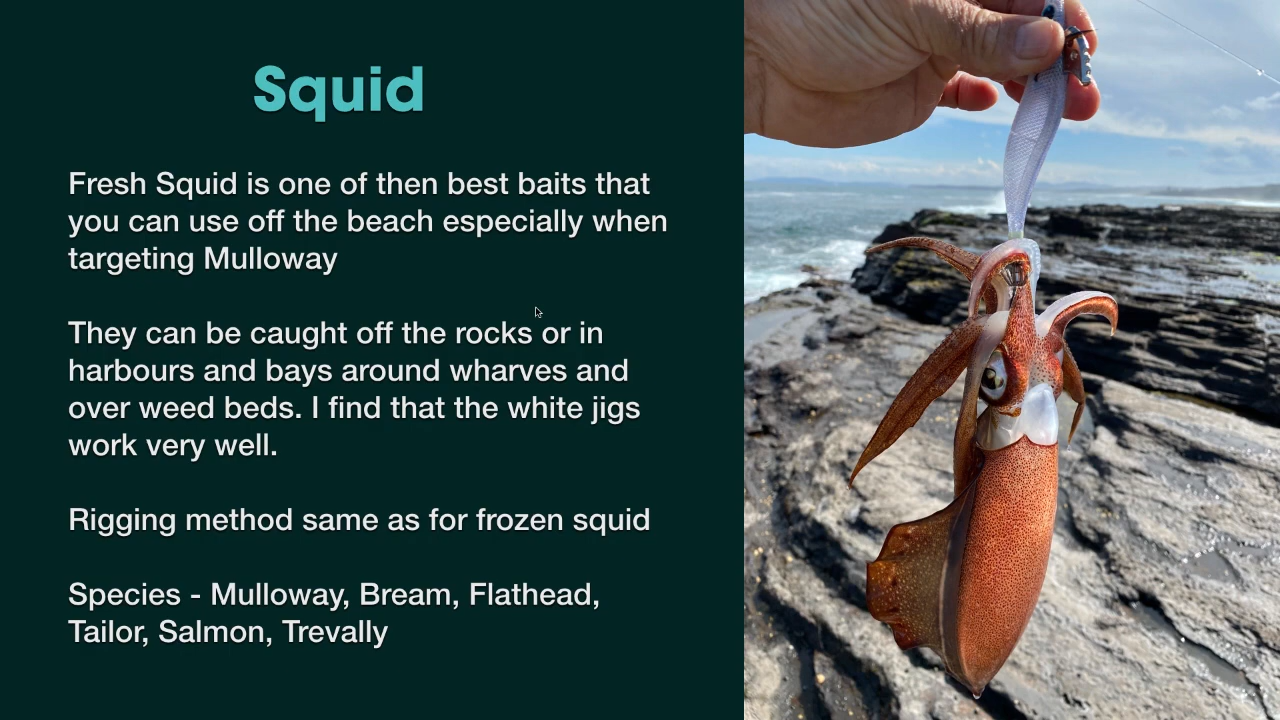 Squid
Fresh Squid is one of then best baits that
you can use off the beach especially when
targeting Mulloway
They can be caught off the rocks or in
harbours and bays around wharves and
over weed beds. I find that the white jigs
work very well.
Rigging method same as for frozen squid
Species - Mulloway, Bream, Flathead,
Tailor, Salmon, Trevally